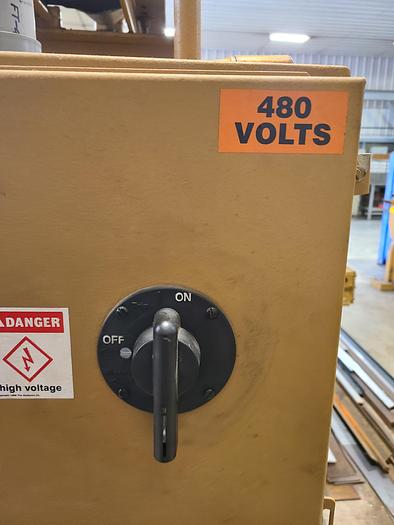 480
VOLTS
ON
OFF
DANGER
high voltage